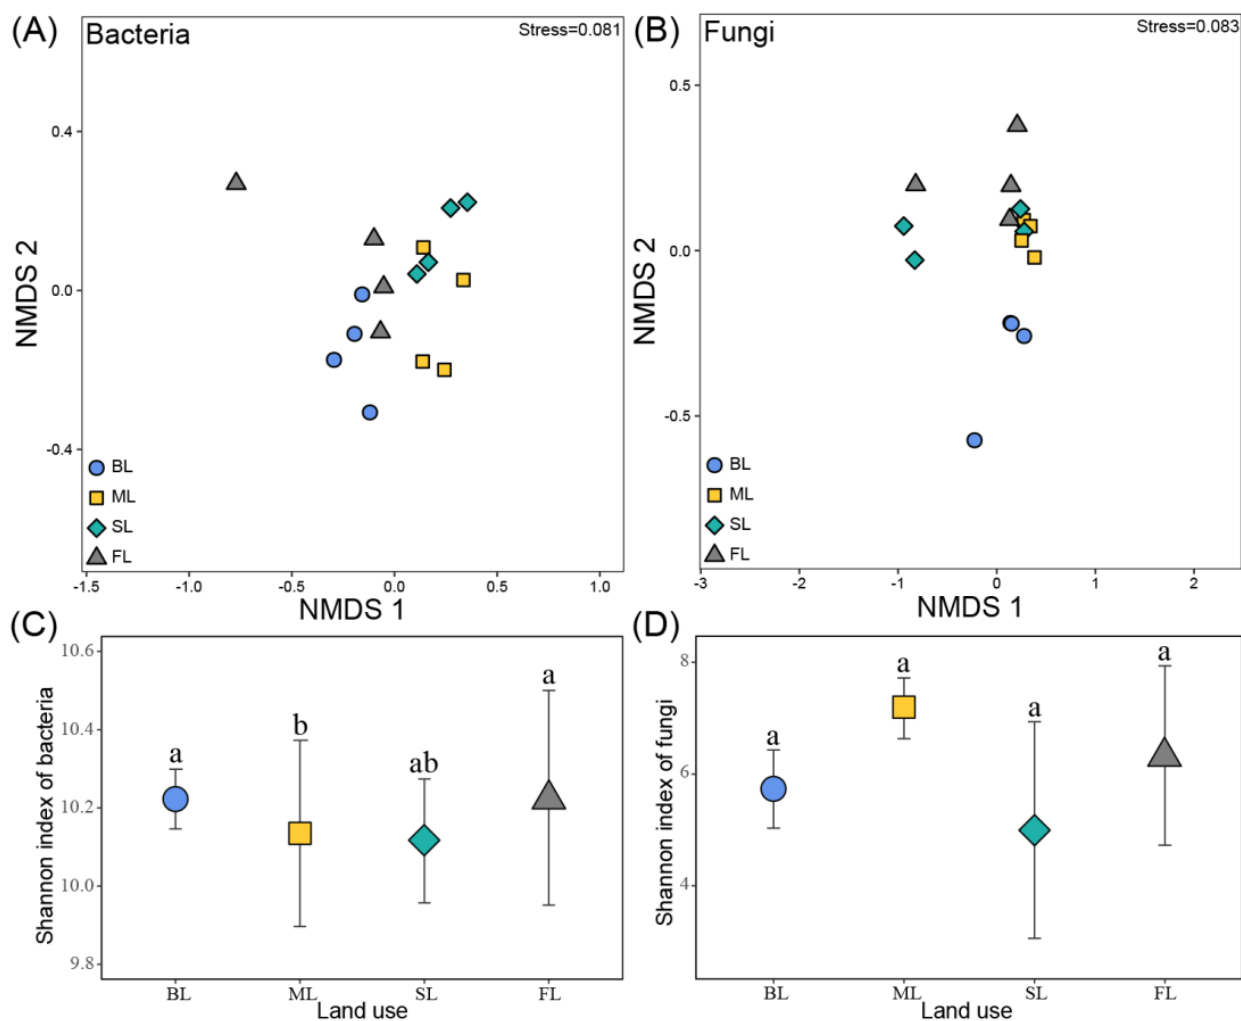 (A) Bacteria Stress=0.081
0.4
0.0
-0.4
NMDS 2
BL
ML
SL
FL
-1.5 -0.5 0.0 0.5 1.0
NMDS 1
(B) Fungi Stress=0.083
0.5
0.0
-0.5
NMDS 2
BL
ML
SL
FL
-3 -1 0 1 2
NMDS 1
(C)
10.6
10.4
10.2
10.0
9.8
Shannon index of bacteria
a b ab a
BL ML SL FL
Land use
(D)
8
6
4
Shannon index of fungi
a a a a
BL ML SL FL
Land use